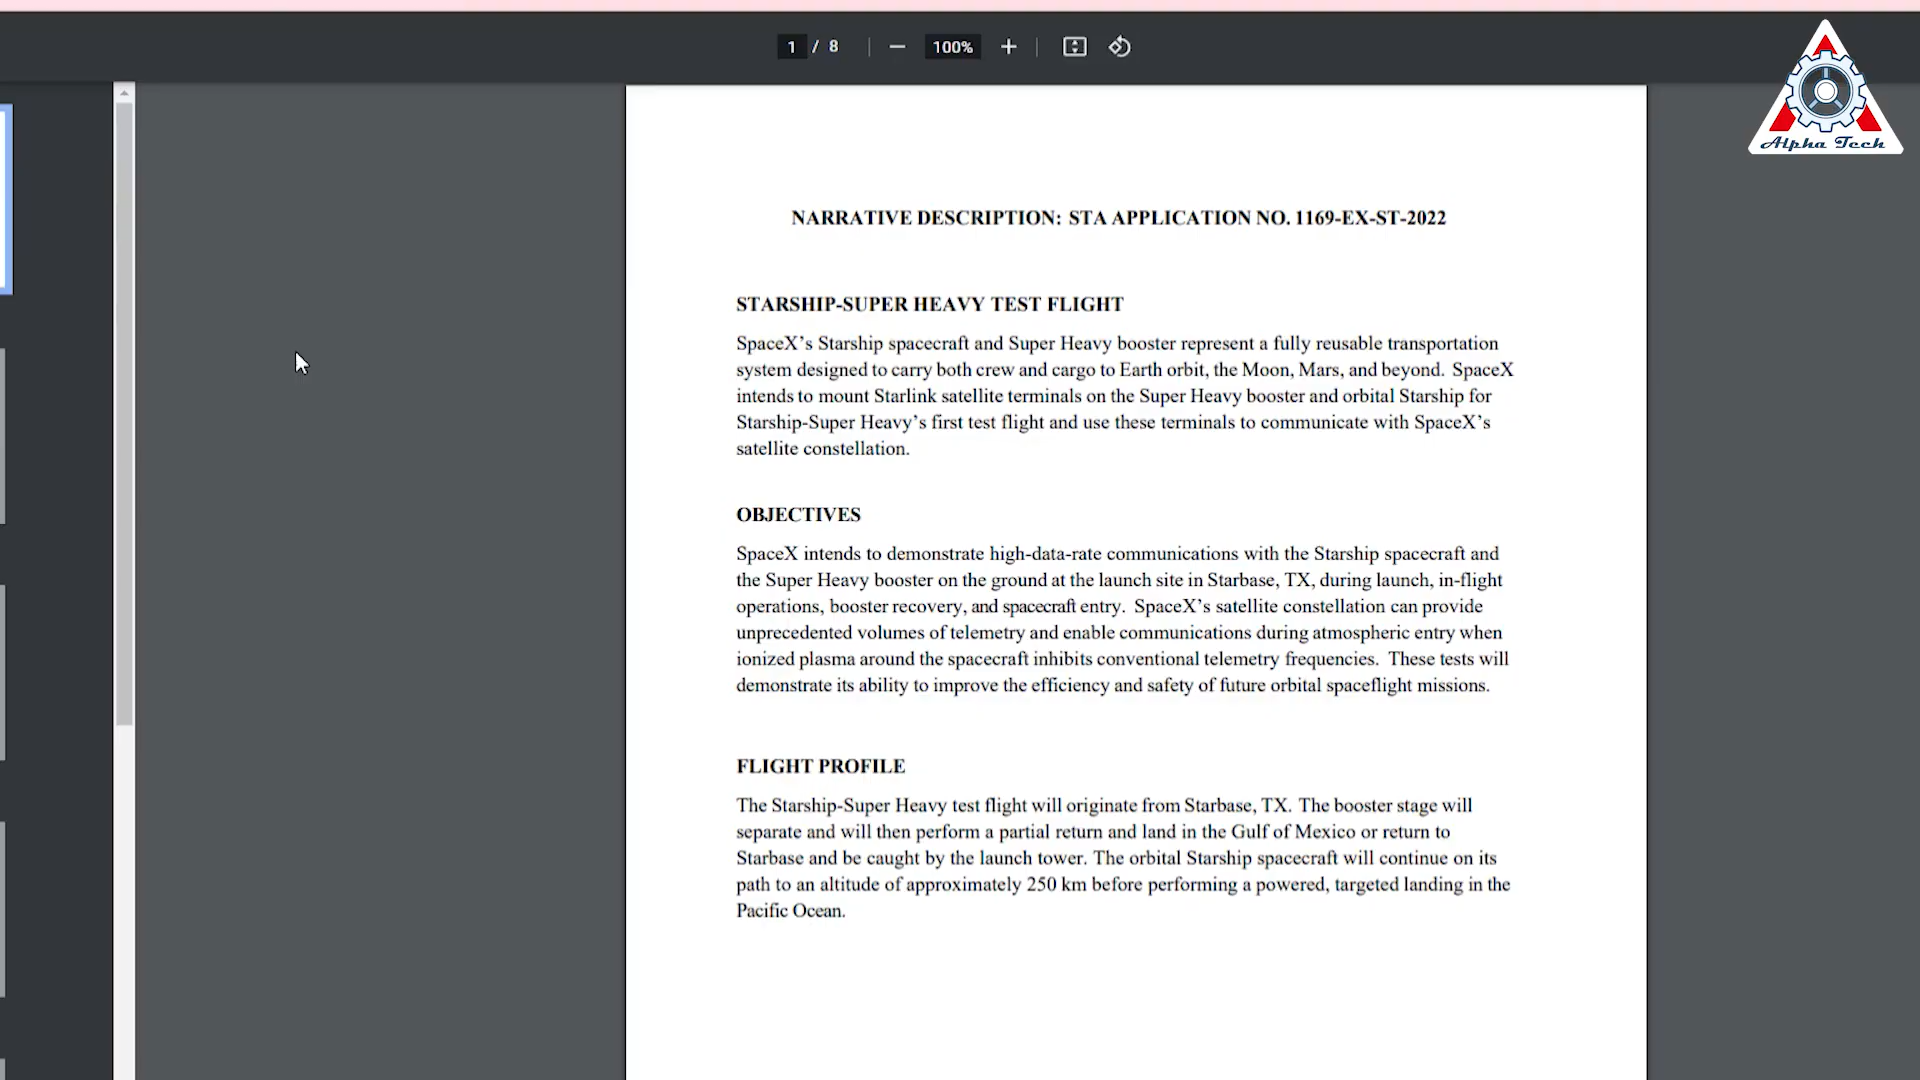 1 / 8
100%
Alpha Tech
NARRATIVE DESCRIPTION: STA APPLICATION NO. 1169-EX-ST-2022
STARSHIP-SUPER HEAVY TEST FLIGHT
SpaceX’s Starship spacecraft and Super Heavy booster represent a fully reusable transportation
system designed to carry both crew and cargo to Earth orbit, the Moon, Mars, and beyond. SpaceX
intends to mount Starlink satellite terminals on the Super Heavy booster and orbital Starship for
Starship-Super Heavy’s first test flight and use these terminals to communicate with SpaceX’s
satellite constellation.
OBJECTIVES
SpaceX intends to demonstrate high-data-rate communications with the Starship spacecraft and
the Super Heavy booster on the ground at the launch site in Starbase, TX, during launch, in-flight
operations, booster recovery, and spacecraft entry. SpaceX’s satellite constellation can provide
unprecedented volumes of telemetry and enable communications during atmospheric entry when
ionized plasma around the spacecraft inhibits conventional telemetry frequencies. These tests will
demonstrate its ability to improve the efficiency and safety of future orbital spaceflight missions.
FLIGHT PROFILE
The Starship-Super Heavy test flight will originate from Starbase, TX. The booster stage will
separate and will then perform a partial return and land in the Gulf of Mexico or return to
Starbase and be caught by the launch tower. The orbital Starship spacecraft will continue on its
path to an altitude of approximately 250 km before performing a powered, targeted landing in the
Pacific Ocean.